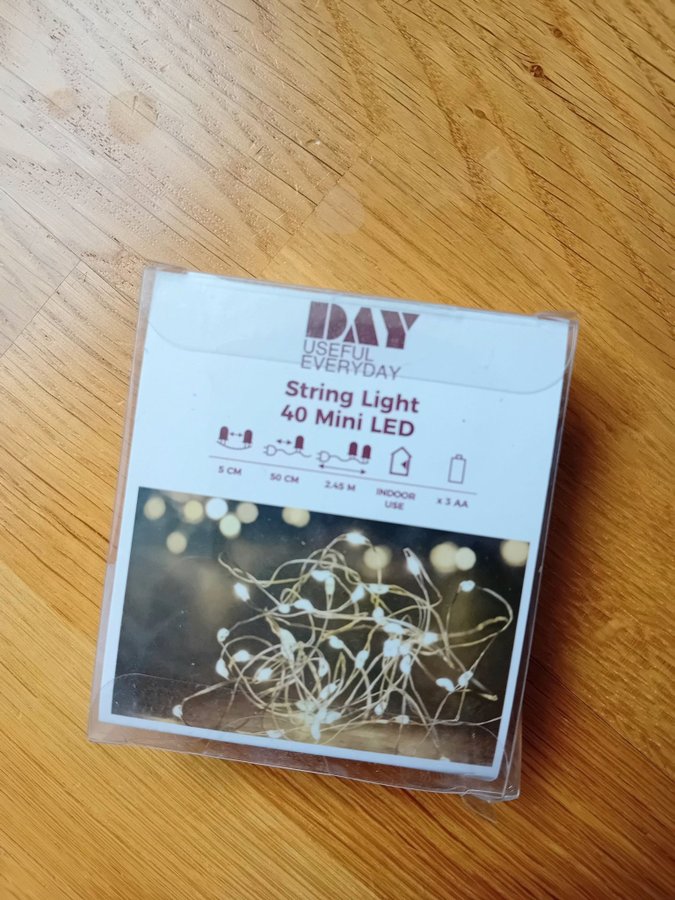 DAY
USEFUL
EVERYDAY
String Light
40 Mini LED
5 CM
50 CM
2.45 M
INDOOR
USE
x 3 AA